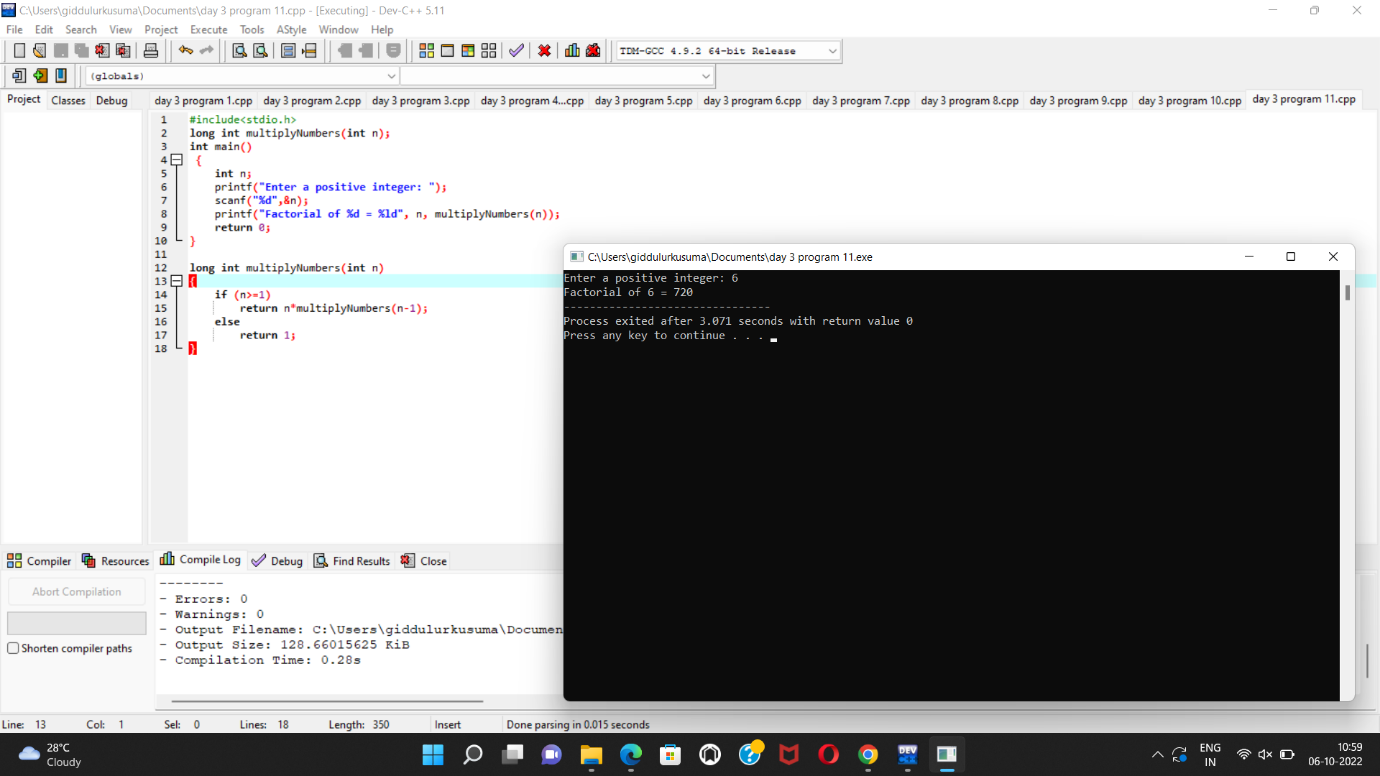 C:\Users\giddulurkusuma\Documents\day 3 program 11.cpp - [Executing] - Dev-C++ 5.11
File Edit Search View Project Execute Tools AStyle Window Help
TDM-GCC 4.9.2 64-bit Release
(globals)
Project Classes Debug
day 3 program 1.cpp day 3 program 2.cpp day 3 program 3.cpp day 3 program 4...cpp day 3 program 5.cpp day 3 program 6.cpp day 3 program 7.cpp day 3 program 8.cpp day 3 program 9.cpp day 3 program 10.cpp day 3 program 11.cpp
1 #include<stdio.h>
2 long int multiplyNumbers(int n);
3 int main()
4 {
5 int n;
6 printf("Enter a positive integer: ");
7 scanf("%d",&n);
8 printf("Factorial of %d = %ld", n, multiplyNumbers(n));
9 return 0;
10 }
11
12 long int multiplyNumbers(int n)
13 {
14 if (n>=1)
15 return n*multiplyNumbers(n-1);
16 else
17 return 1;
18 }
C:\Users\giddulurkusuma\Documents\day 3 program 11.exe
Enter a positive integer: 6
Factorial of 6 = 720
--------------------------------
Process exited after 3.071 seconds with return value 0
Press any key to continue . . .
Compiler Resources Compile Log Debug Find Results Close
Abort Compilation
Shorten compiler paths
--------
- Errors: 0
- Warnings: 0
- Output Filename: C:\Users\giddulurkusuma\Documen
- Output Size: 128.66015625 KiB
- Compilation Time: 0.28s
Line: 13 Col: 1 Sel: 0 Lines: 18 Length: 350 Insert Done parsing in 0.015 seconds
28°C
Cloudy
DEV
ENG
IN
10:59
06-10-2022